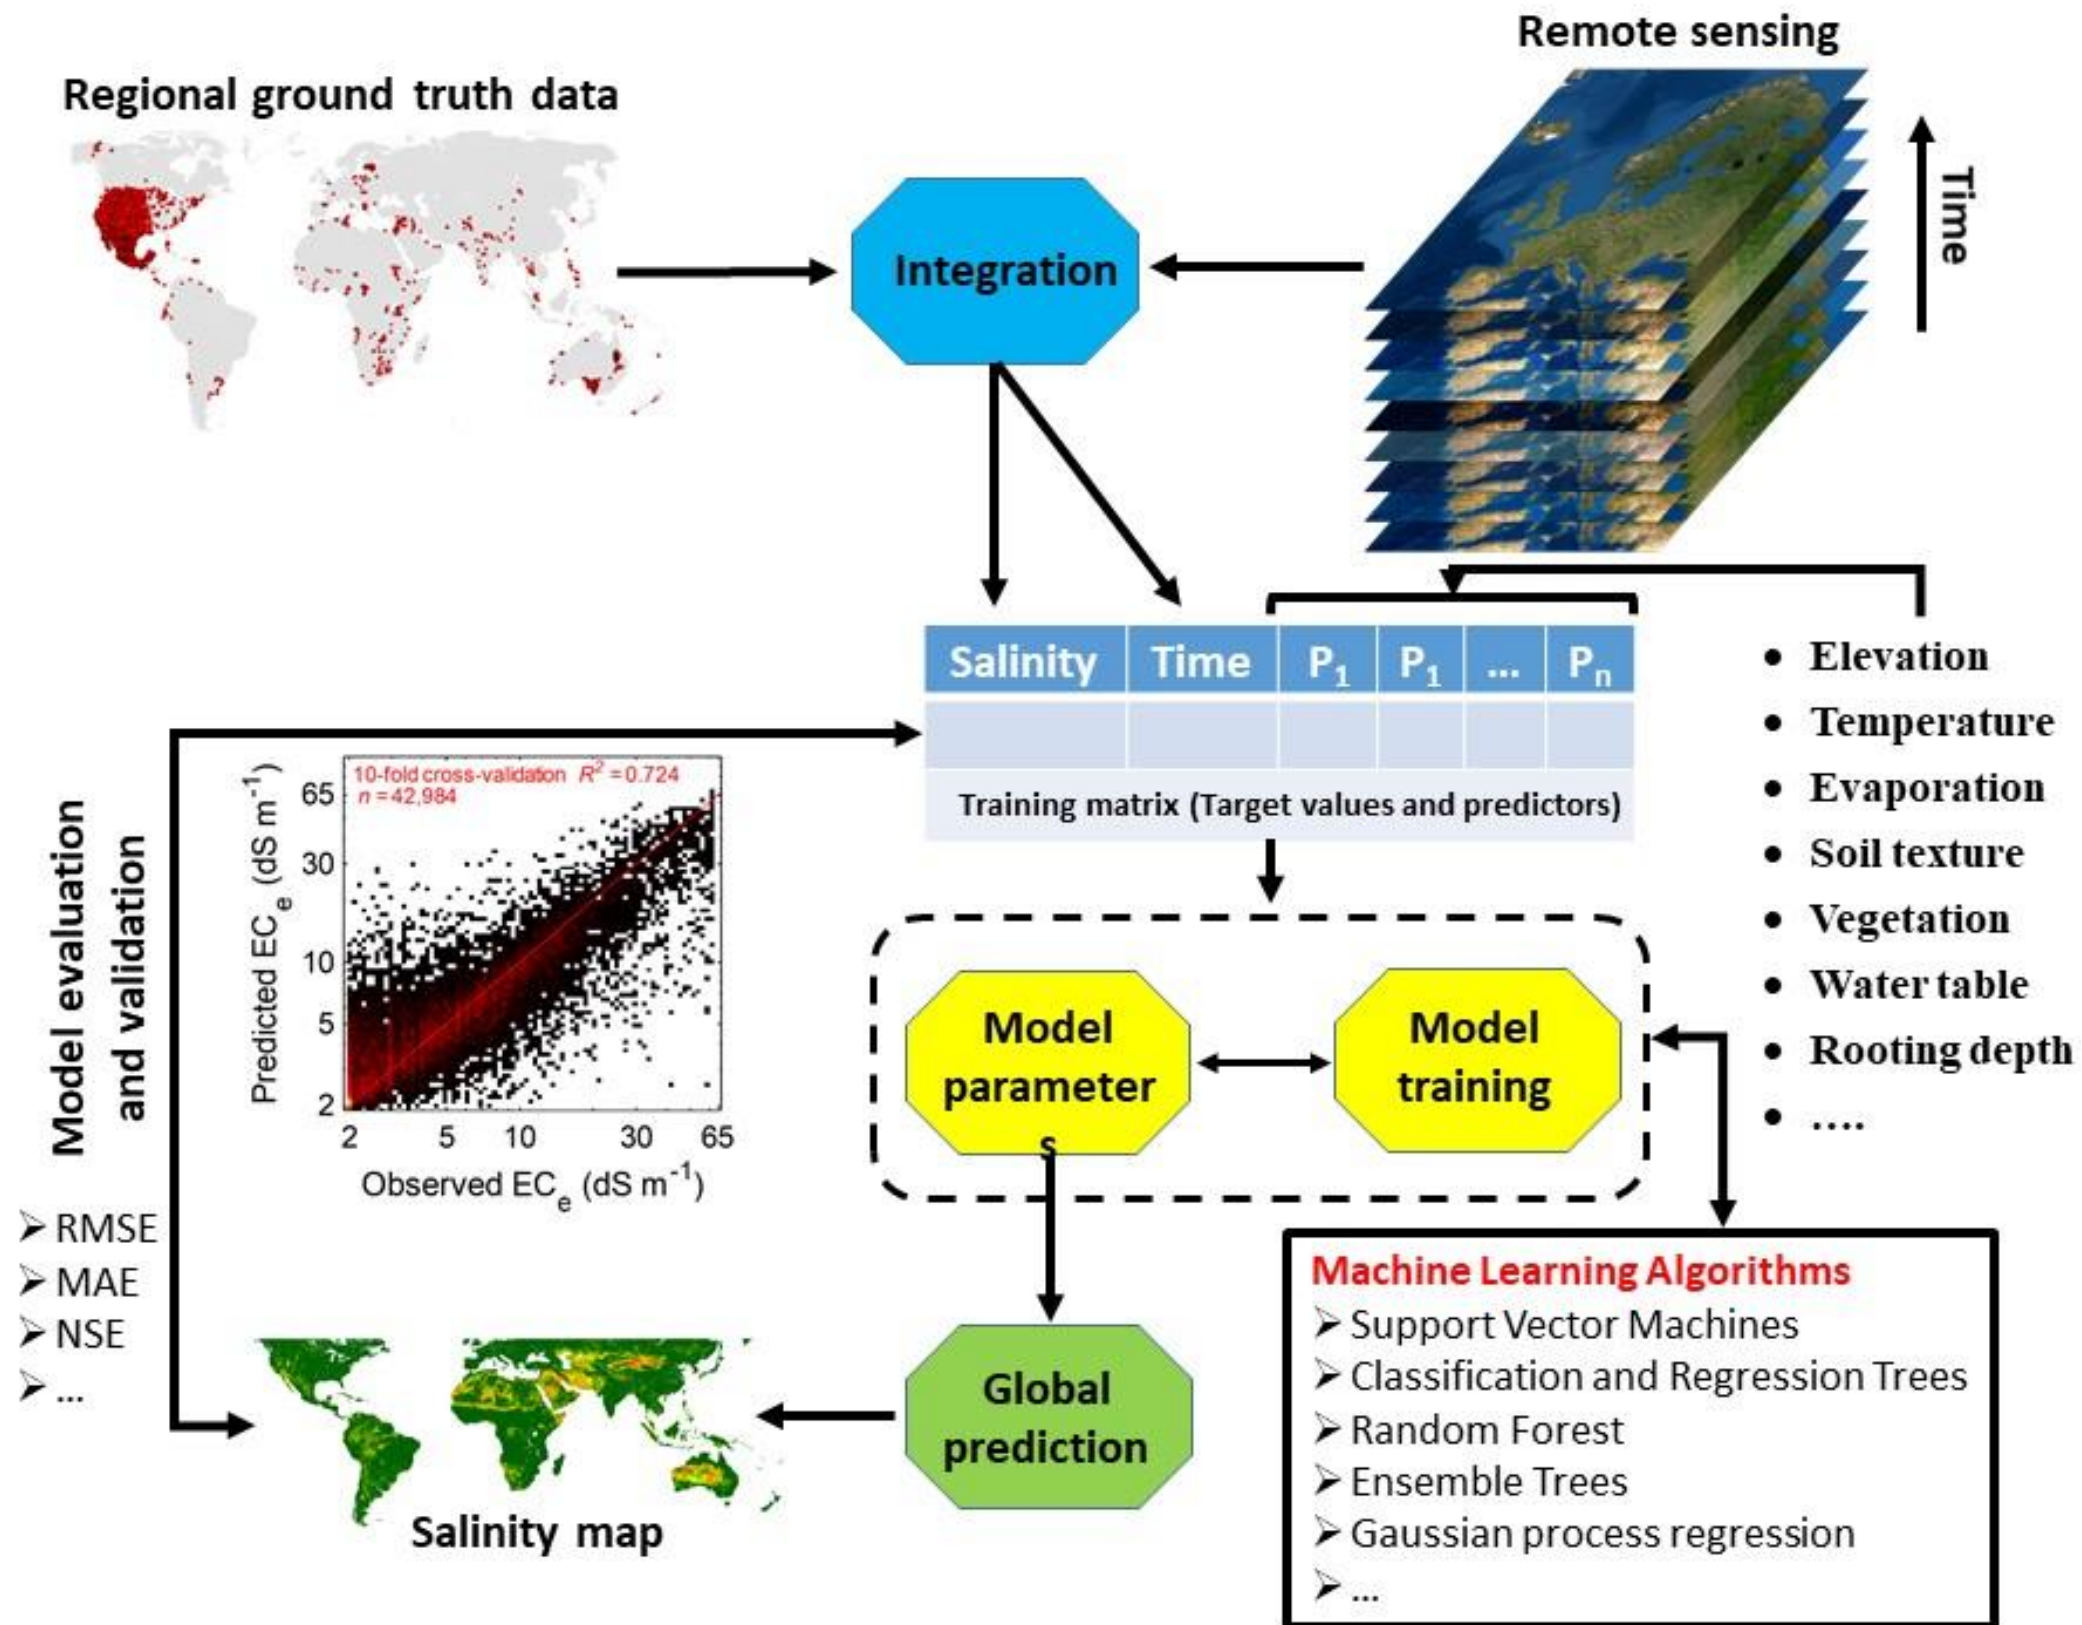 Remote sensing
Regional ground truth data
Time
Integration
Salinity Time P1 P1 ... Pn
Training matrix (Target values and predictors)
• Elevation
• Temperature
• Evaporation
• Soil texture
• Vegetation
• Water table
• Rooting depth
• ....
Model evaluation
and validation
➢ RMSE
➢ MAE
➢ NSE
➢ ...
10-fold cross-validation R² = 0.724
n = 42,984
Predicted ECe (dS m-1)
65
30
10
5
2
2 5 10 30 65
Observed ECe (dS m-1)
Model
parameter
s
Model
training
Global
prediction
Salinity map
Machine Learning Algorithms
➢ Support Vector Machines
➢ Classification and Regression Trees
➢ Random Forest
➢ Ensemble Trees
➢ Gaussian process regression
➢ ...